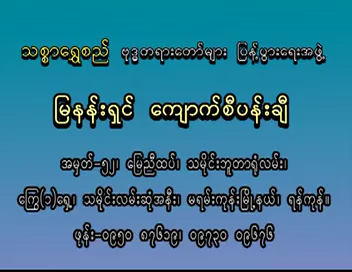 သစ္စာရွှေစည် ဗုဒ္ဓတရားတော်များ ပြန့်ပွားရေးအဖွဲ့
မြနန်းရှင် ကျောက်စီပန်းချီ
အမှတ်-၅၂၊ မြေညီထပ်၊ သမိုင်းဘူတာရုံလမ်း၊
ကြွေ(၁)ရှေ့၊ သမိုင်းလမ်းဆုံအနီး၊ မရမ်းကုန်းမြို့နယ်၊ ရန်ကုန်။
ဖုန်း-၀၉၅၀ ၈၇၆၁၉၊ ၀၉၇၃၀ ၀၉၆၇၆